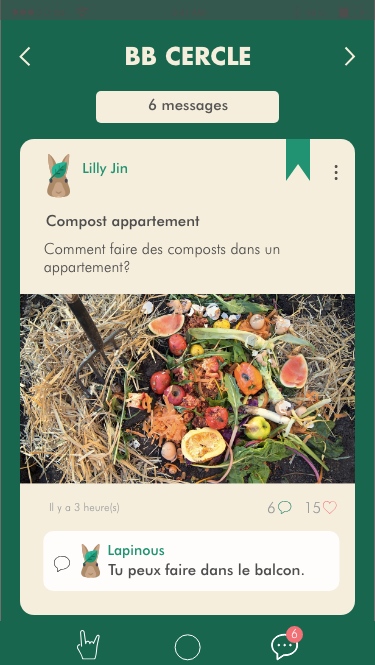 BB CERCLE
6 messages
Lilly Jin
Compost appartement
Comment faire des composts dans un
appartement?
Il y a 3 heure(s)
6
15
Lapinous
Tu peux faire dans le balcon.
6